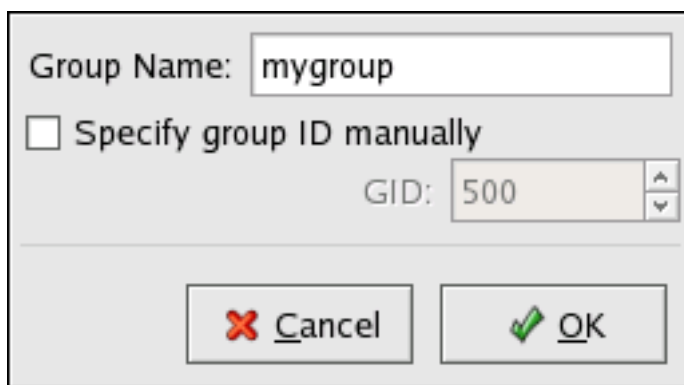 Group Name: mygroup
Specify group ID manually
GID: 500
Cancel OK